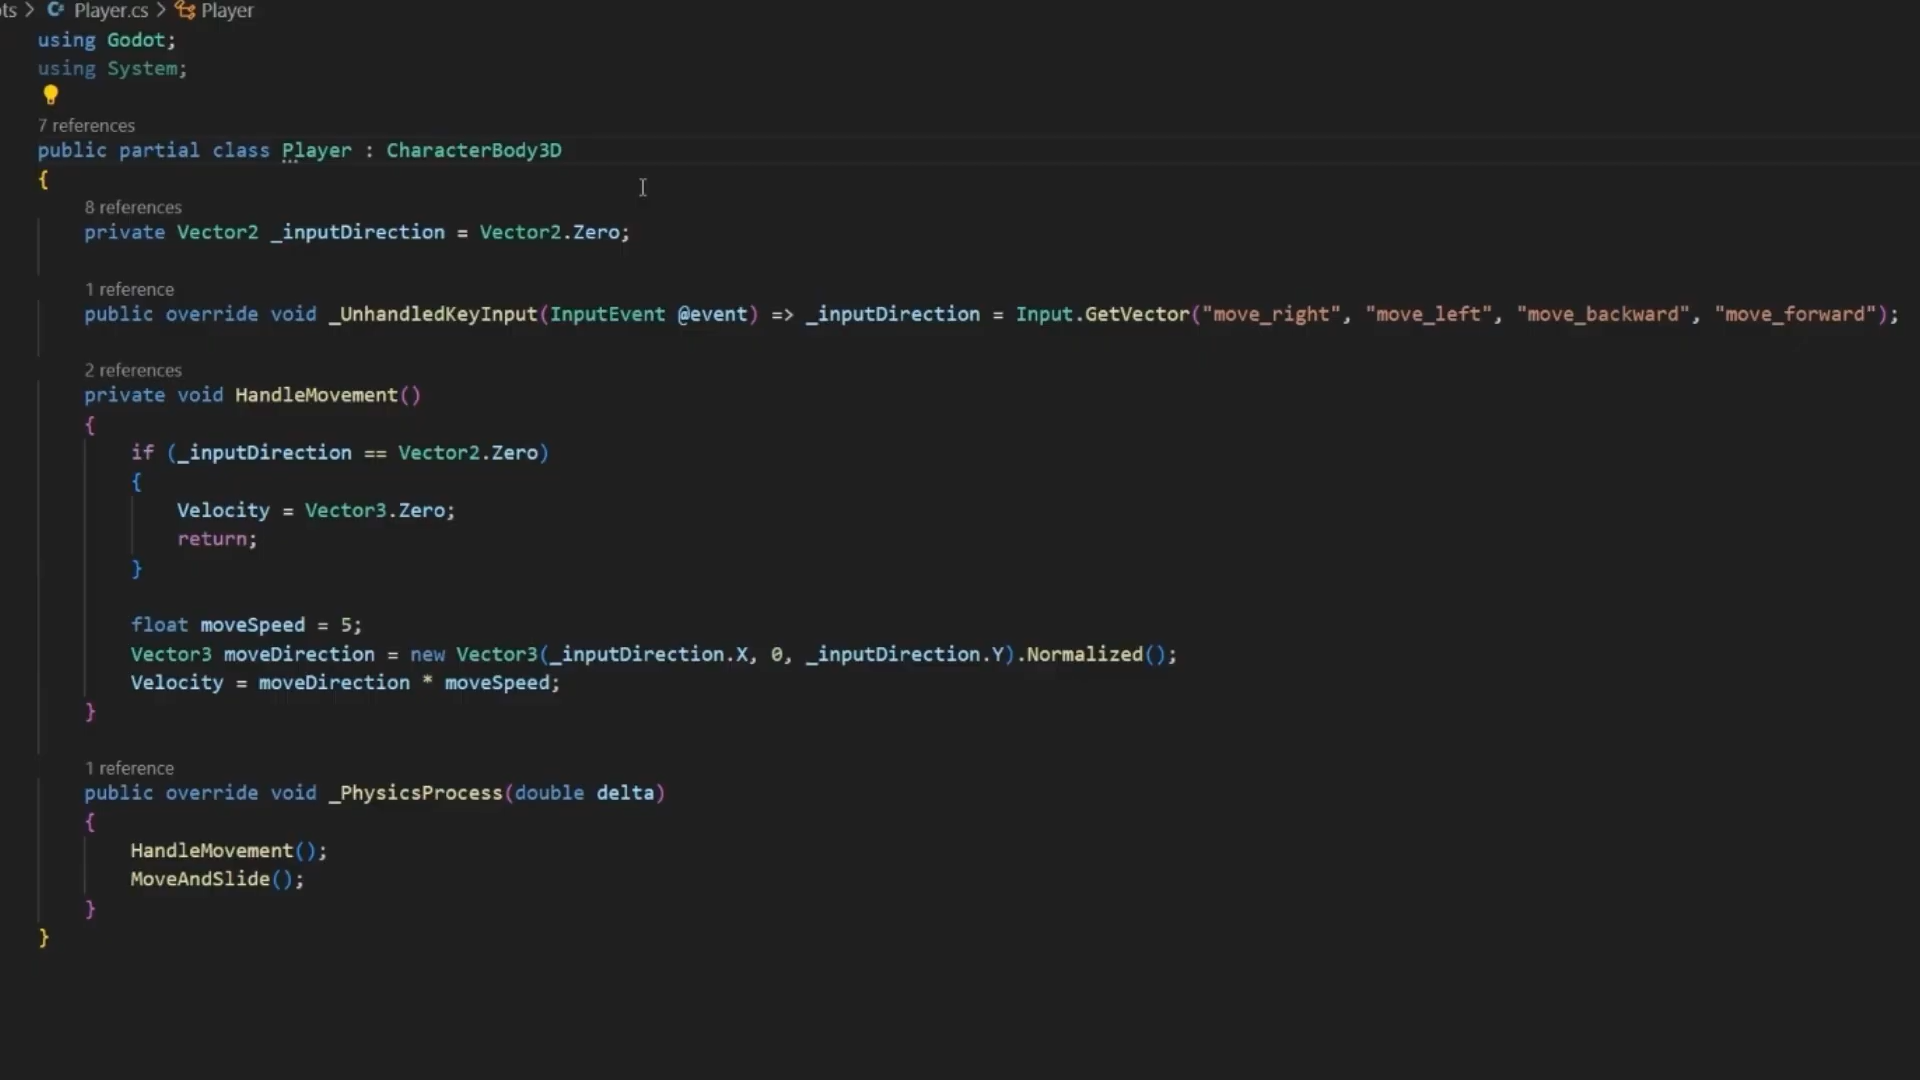 ts > Player.cs > Player
using Godot;
using System;
7 references
public partial class Player : CharacterBody3D
{
8 references
private Vector2 _inputDirection = Vector2.Zero;
1 reference
public override void _UnhandledKeyInput(InputEvent @event) => _inputDirection = Input.GetVector("move_right", "move_left", "move_backward", "move_forward");
2 references
private void HandleMovement()
{
if (_inputDirection == Vector2.Zero)
{
Velocity = Vector3.Zero;
return;
}
float moveSpeed = 5;
Vector3 moveDirection = new Vector3(_inputDirection.X, 0, _inputDirection.Y).Normalized();
Velocity = moveDirection * moveSpeed;
}
1 reference
public override void _PhysicsProcess(double delta)
{
HandleMovement();
MoveAndSlide();
}
}